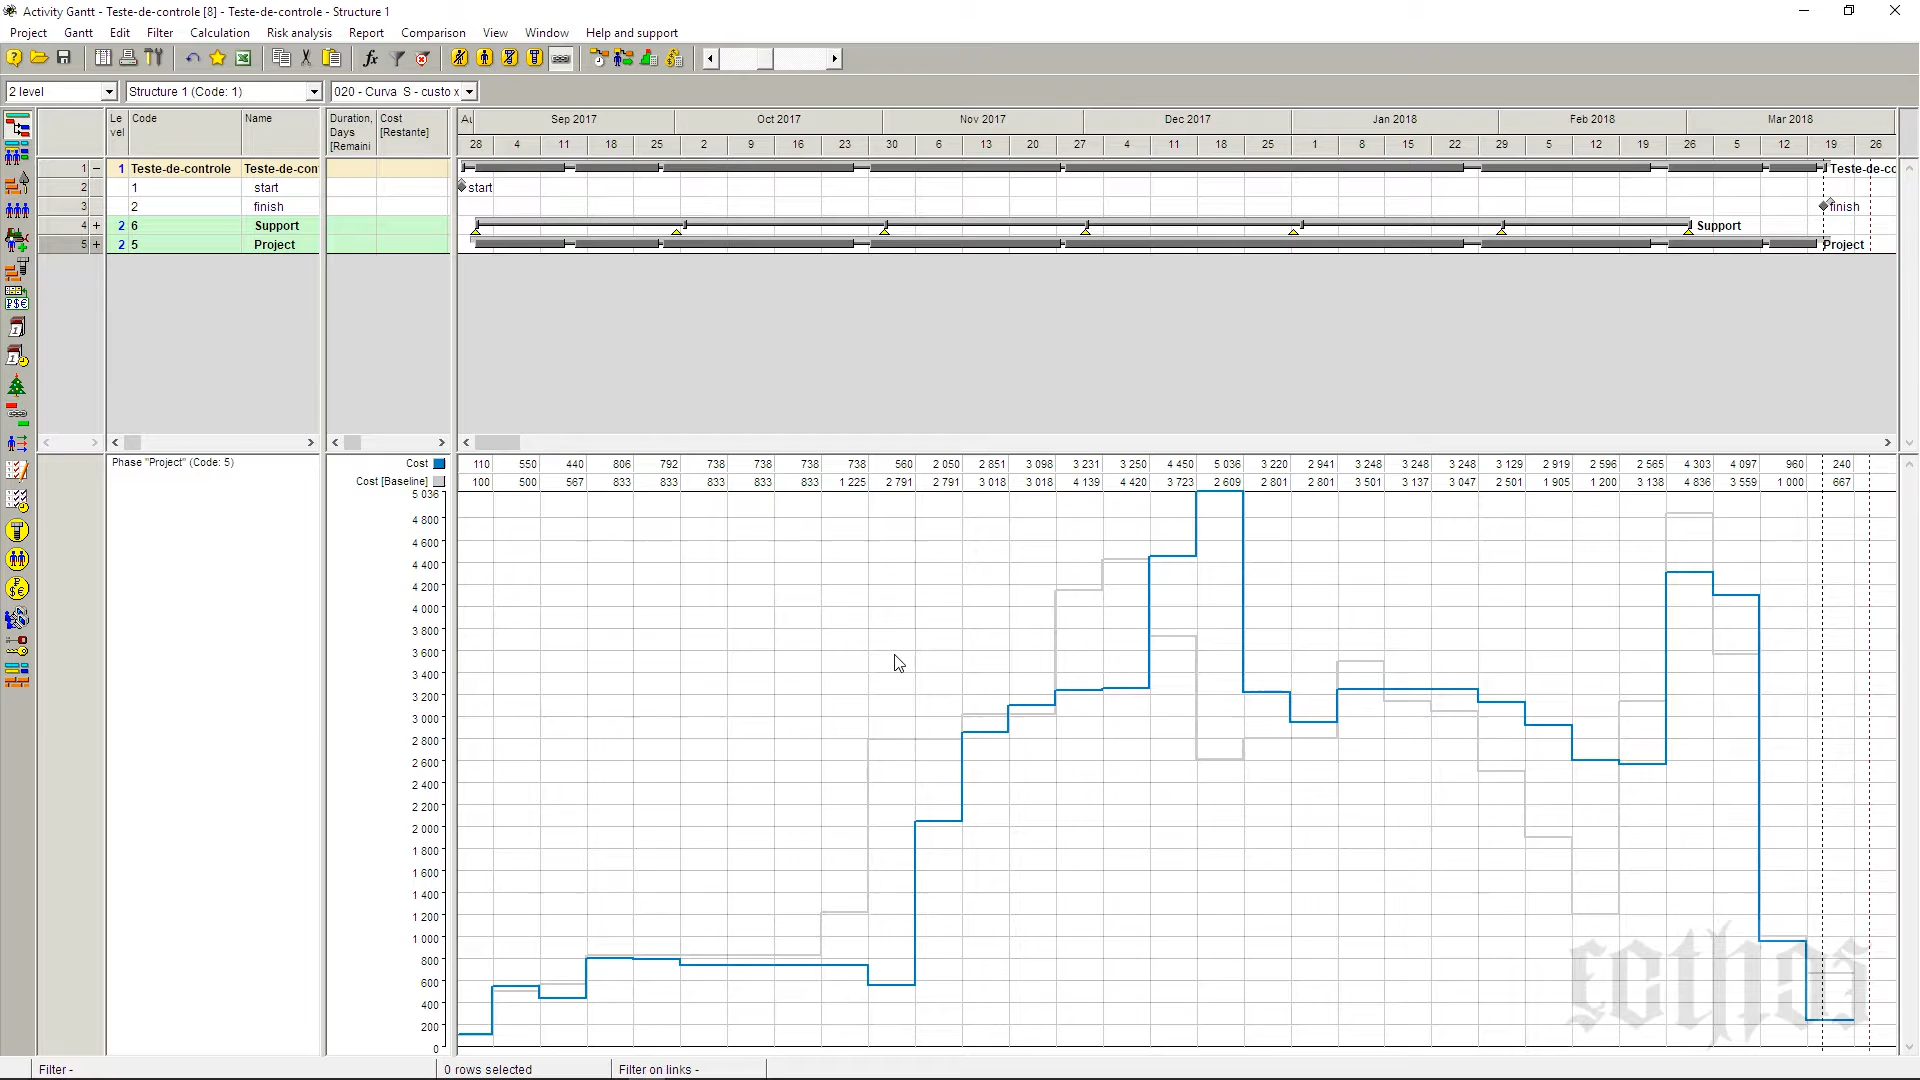 Activity Gantt - Teste-de-controle [8] - Teste-de-controle - Structure 1
Project Gantt Edit Filter Calculation Risk analysis Report Comparison View Window Help and support
2 level Structure 1 (Code: 1) 020 - Curva S - custo x
Le vel Code Name Duration, Days [Remaini Cost [Restante]
Sep 2017 Oct 2017 Nov 2017 Dec 2017 Jan 2018 Feb 2018 Mar 2018
28 4 11 18 25 2 9 16 23 30 6 13 20 27 4 11 18 25 1 8 15 22 29 5 12 19 26 5 12 19 26
1 1 Teste-de-controle Teste-de-con Teste-de-co
2 1 start start
3 2 finish finish
4 + 2 6 Support Support
5 + 2 5 Project Project
Phase "Project" (Code: 5)
Cost 110 550 440 806 792 738 738 738 738 560 2 050 2 851 3 098 3 231 3 250 4 450 5 036 3 220 2 941 3 248 3 248 3 248 3 129 2 919 2 596 2 565 4 303 4 097 960 240
Cost [Baseline] 100 500 567 833 833 833 833 833 1 225 2 791 2 791 3 018 3 018 4 139 4 420 3 723 2 609 2 801 2 801 3 501 3 137 3 047 2 501 1 905 1 200 3 138 4 836 3 559 1 000 667
5 036
4 800
4 600
4 400
4 200
4 000
3 800
3 600
3 400
3 200
3 000
2 800
2 600
2 400
2 200
2 000
1 800
1 600
1 400
1 200
1 000
800
600
400
200
0
Filter - 0 rows selected Filter on links -